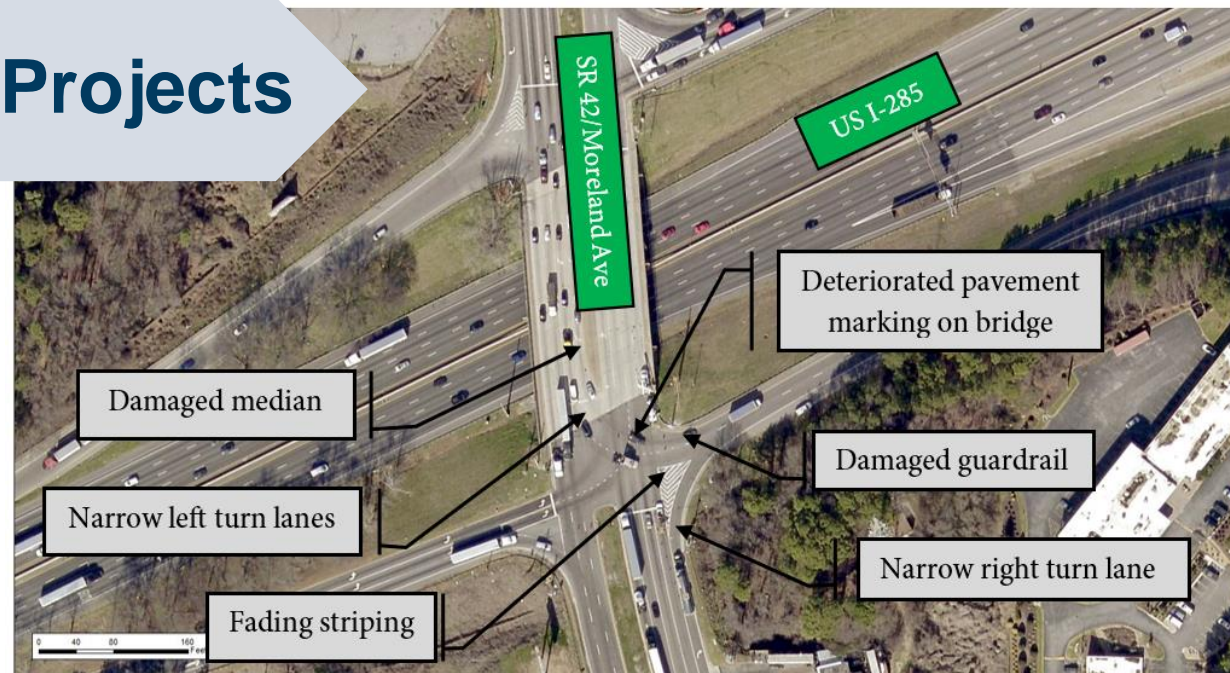 Projects
SR 42/Moreland Ave
US I-285
Deteriorated pavement
marking on bridge
Damaged median
Damaged guardrail
Narrow left turn lanes
Narrow right turn lane
Fading striping
0 40 80 160
Feet